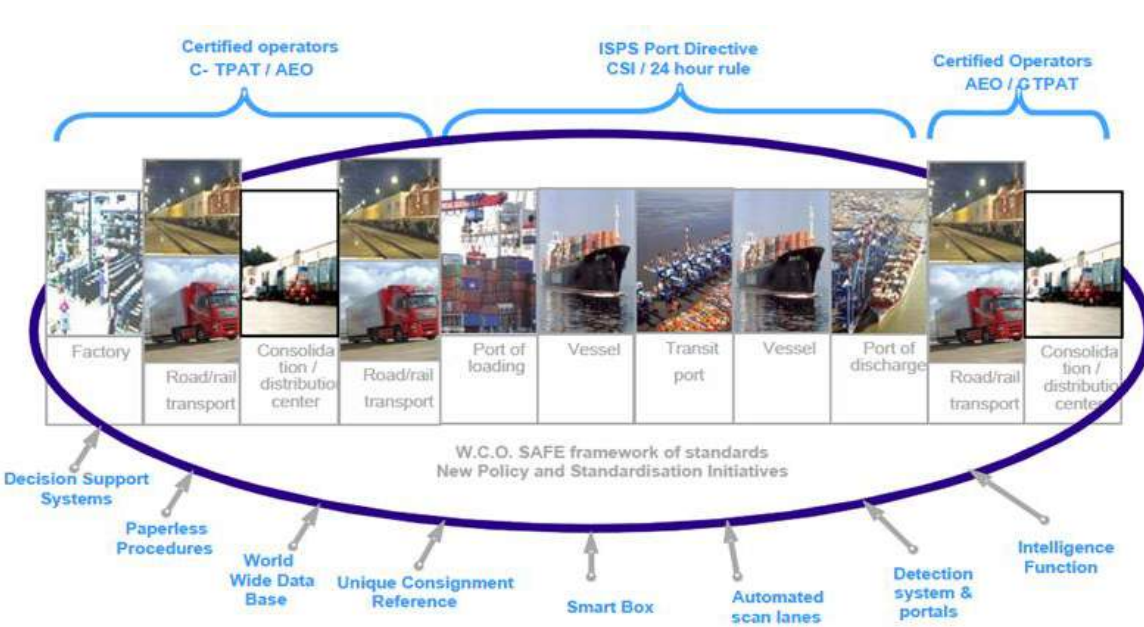 Certified operators
C- TPAT / AEO
ISPS Port Directive
CSI / 24 hour rule
Certified Operators
AEO / CTPAT
Factory
Road/rail
transport
Consolida
tion /
distributio
center
Road/rail
transport
Port of
loading
Vessel
Transit
port
Vessel
Port of
discharge
Road/rail
transport
Consolida
tion /
distributio
center
W.C.O. SAFE framework of standards
New Policy and Standardisation Initiatives
Decision Support
Systems
Paperless
Procedures
World
Wide Data
Base
Unique Consignment
Reference
Smart Box
Automated
scan lanes
Detection
system &
portals
Intelligence
Function